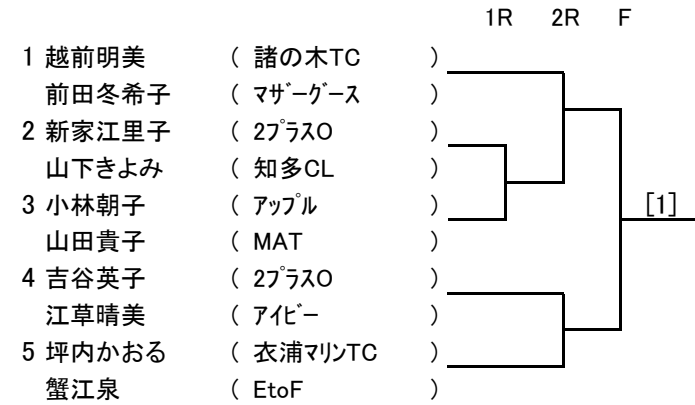 1R 2R F
1 越前明美 ( 諸の木TC )
前田冬希子 ( ﾏｻﾞｰｸﾞｰｽ )
2 新家江里子 ( 2ﾌﾟﾗｽO )
山下きよみ ( 知多CL )
3 小林朝子 ( ｱｯﾌﾟﾙ )
[1]
山田貴子 ( MAT )
4 吉谷英子 ( 2ﾌﾟﾗｽO )
江草晴美 ( ｱｲﾋﾞｰ )
5 坪内かおる ( 衣浦ﾏﾘﾝTC )
蟹江泉 ( EtoF )